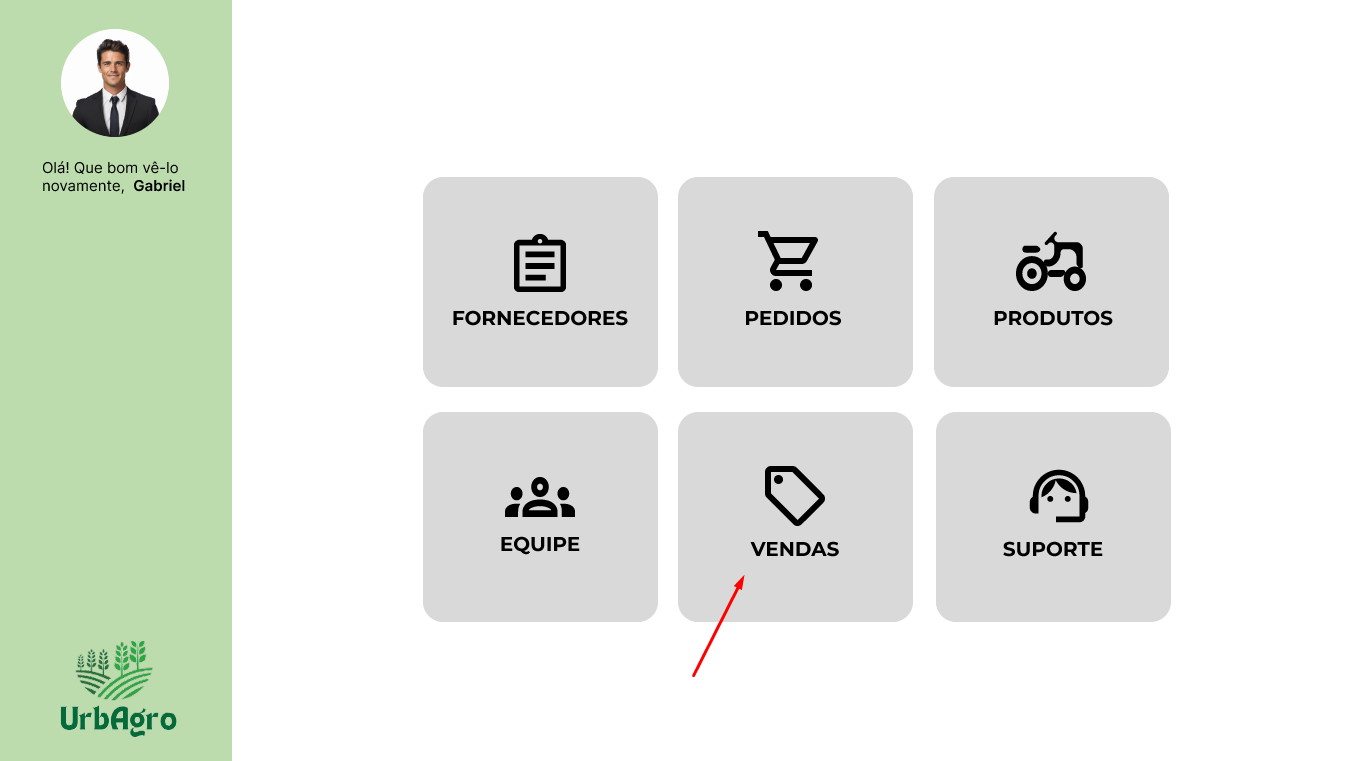 Olá! Que bom vê-lo
novamente, Gabriel
FORNECEDORES
PEDIDOS
PRODUTOS
EQUIPE
VENDAS
SUPORTE
UrbAgro